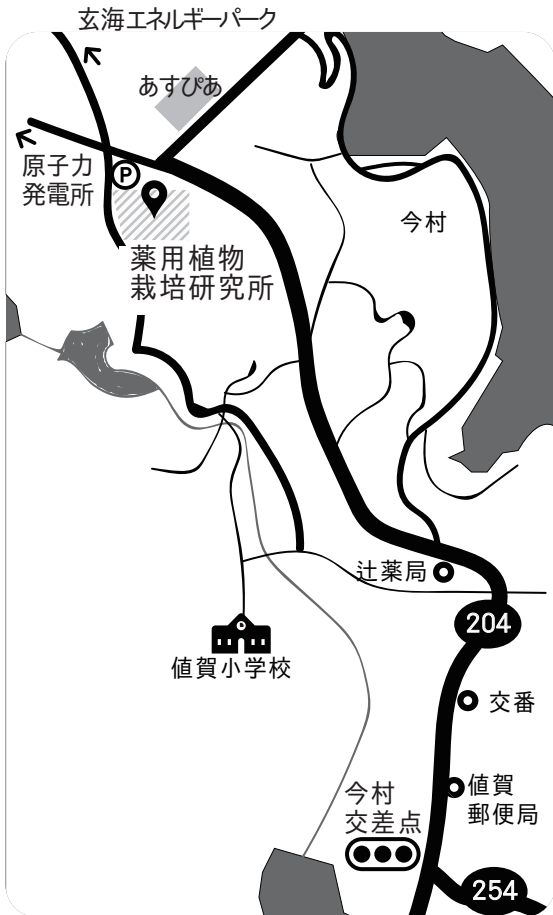 玄海エネルギーパーク
あすぴあ
原子力
発電所
P
今村
薬用植物
栽培研究所
辻薬局
204
値賀小学校
交番
値賀
郵便局
今村
交差点
254